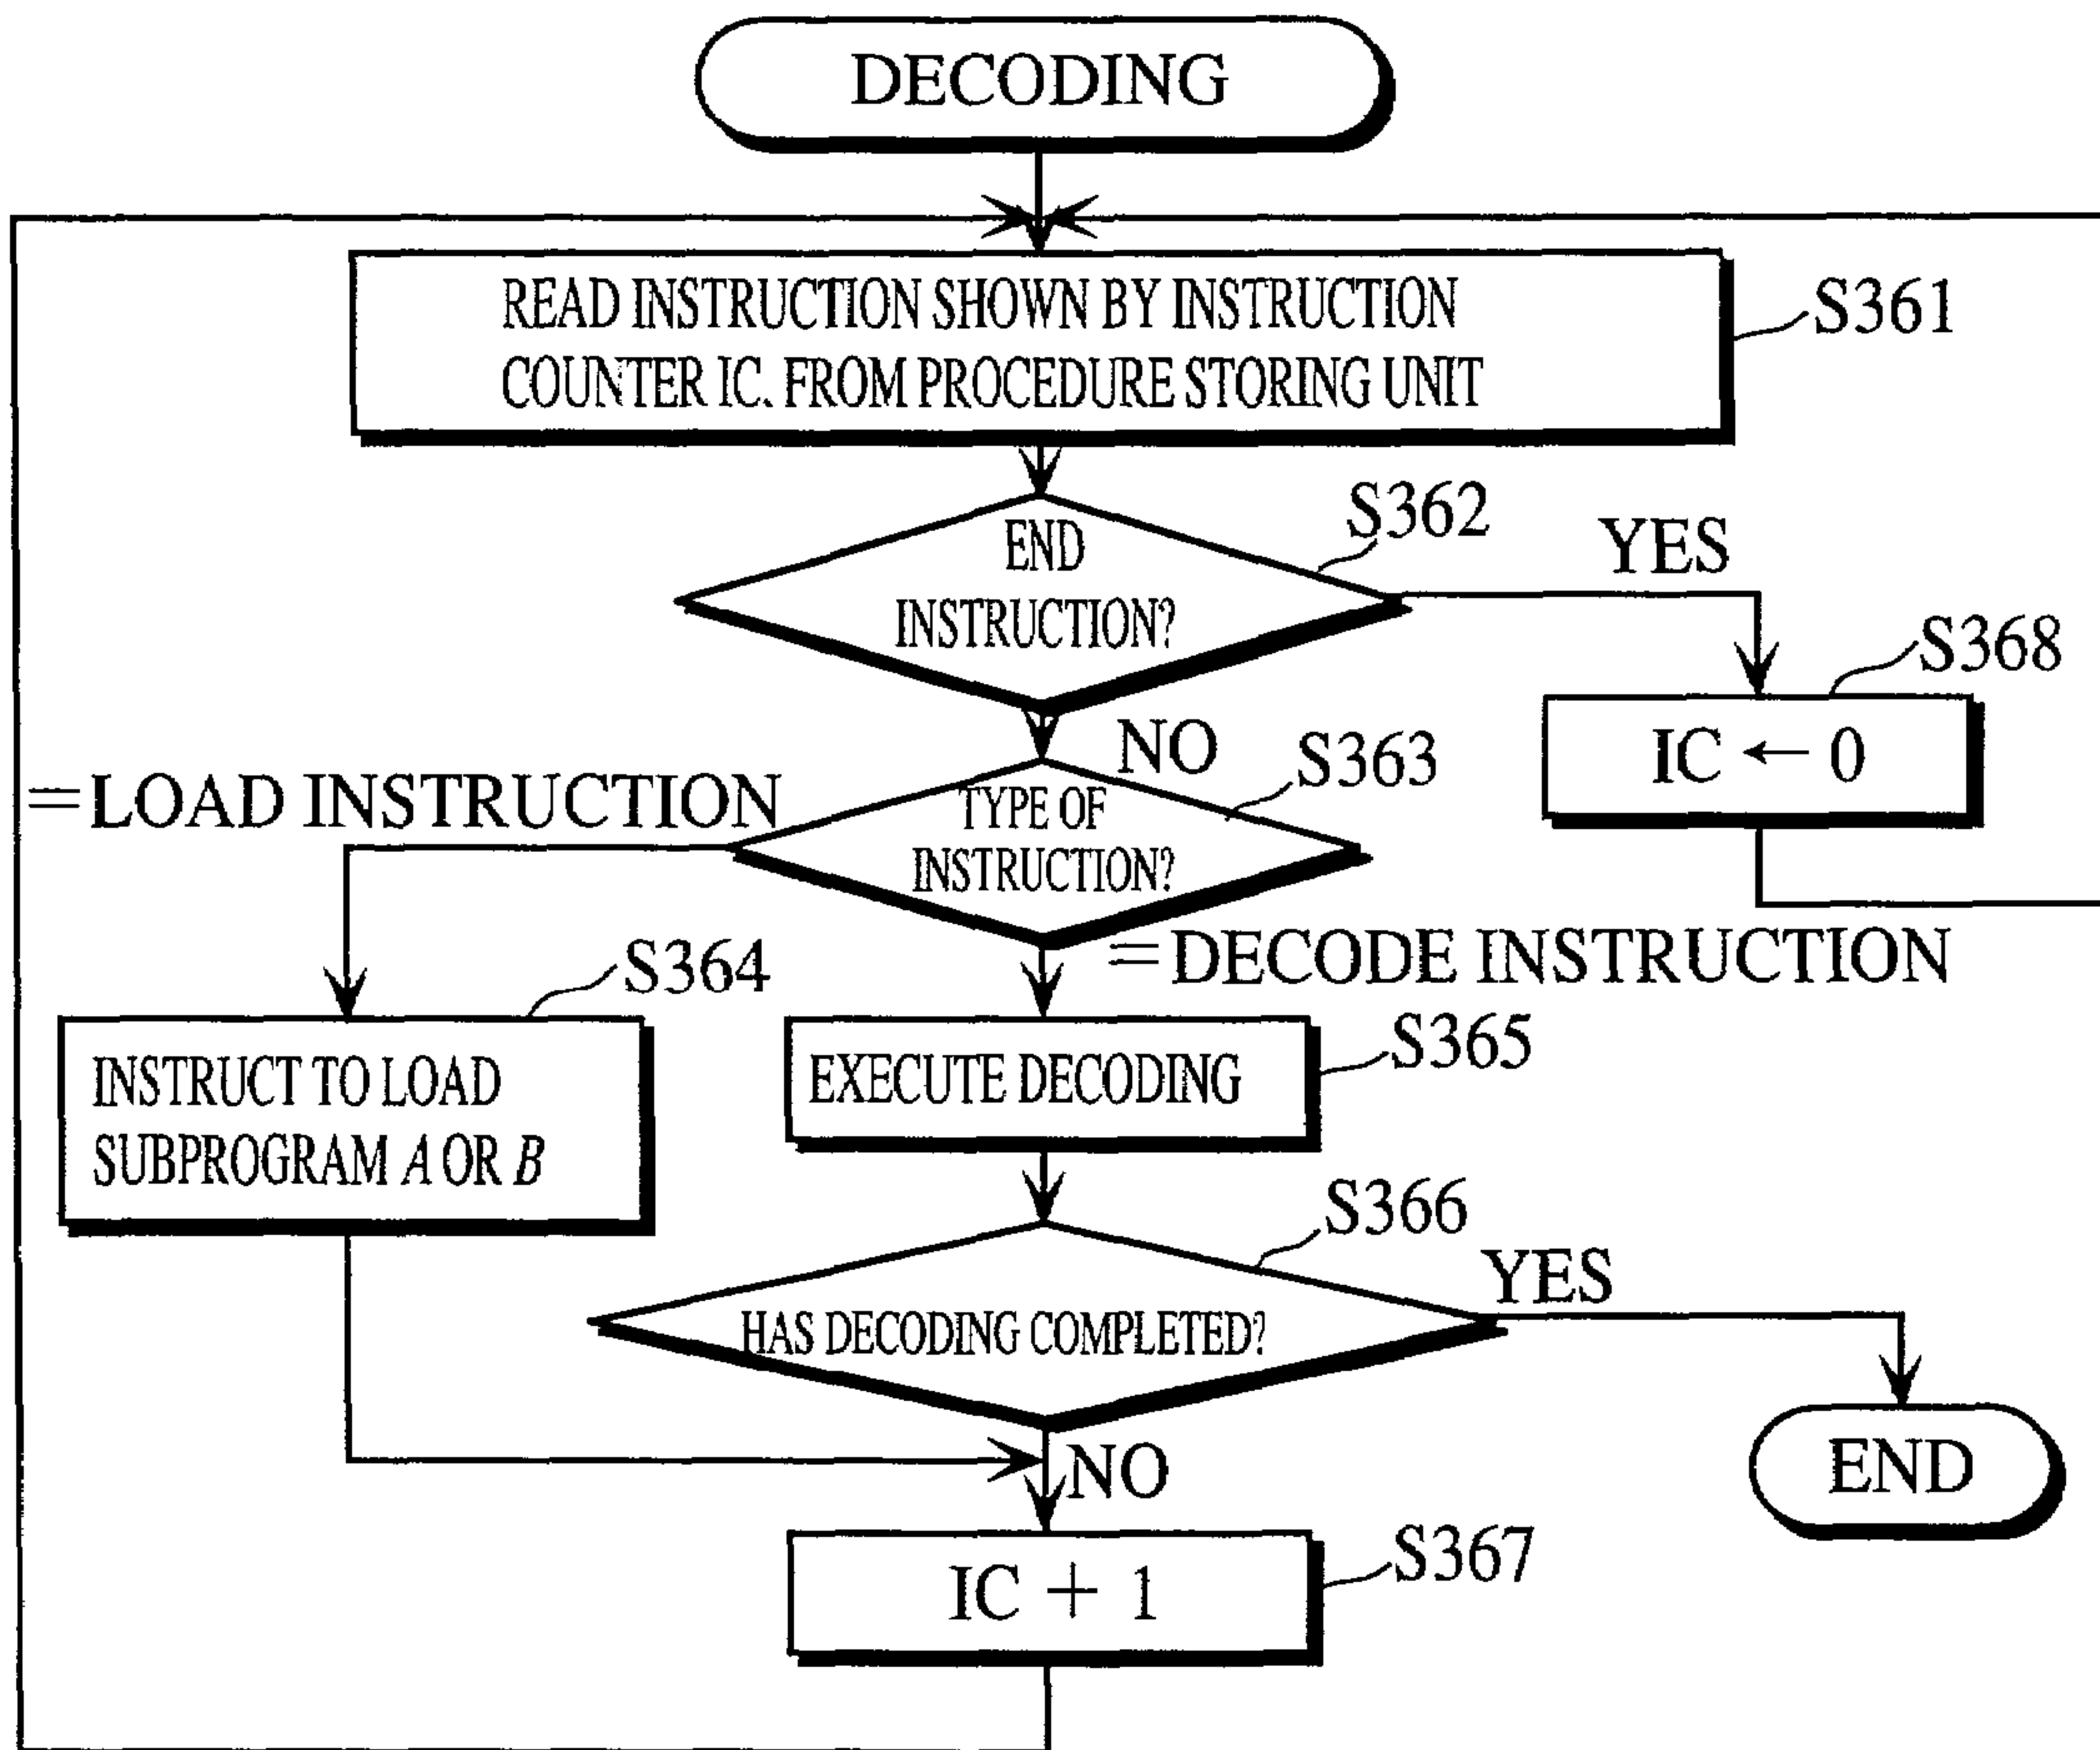 DECODING
READ INSTRUCTION SHOWN BY INSTRUCTION
COUNTER IC. FROM PROCEDURE STORING UNIT
S361
END
INSTRUCTION?
S362
YES
S368
IC ← 0
NO
S363
=LOAD INSTRUCTION
TYPE OF
INSTRUCTION?
=DECODE INSTRUCTION
S364
INSTRUCT TO LOAD
SUBPROGRAM A OR B
EXECUTE DECODING
S365
S366
HAS DECODING COMPLETED?
YES
END
NO
IC + 1
S367